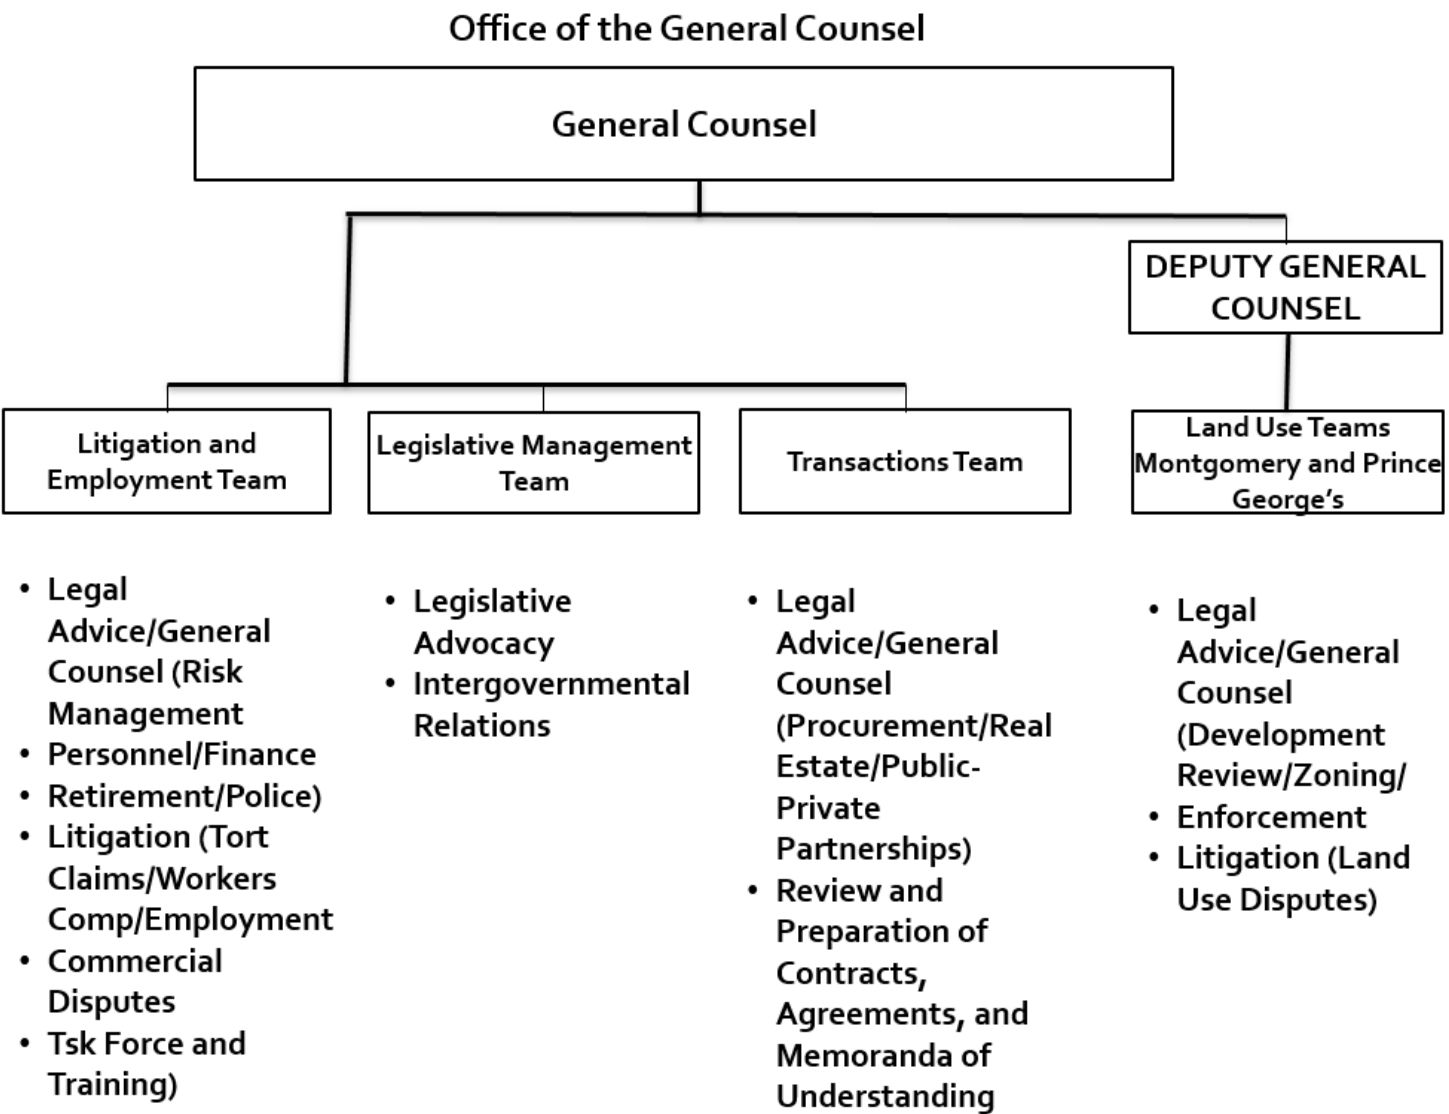 Office of the General Counsel
General Counsel
DEPUTY GENERAL
COUNSEL
Litigation and
Employment Team
Legislative Management
Team
Transactions Team
Land Use Teams
Montgomery and Prince
George's
• Legal
Advice/General
Counsel (Risk
Management
• Personnel/Finance
• Retirement/Police)
• Litigation (Tort
Claims/Workers
Comp/Employment
• Commercial
Disputes
• Tsk Force and
Training)
• Legislative
Advocacy
• Intergovernmental
Relations
• Legal
Advice/General
Counsel
(Procurement/Real
Estate/Public-
Private
Partnerships)
• Review and
Preparation of
Contracts,
Agreements, and
Memoranda of
Understanding
• Legal
Advice/General
Counsel
(Development
Review/Zoning/
• Enforcement
• Litigation (Land
Use Disputes)